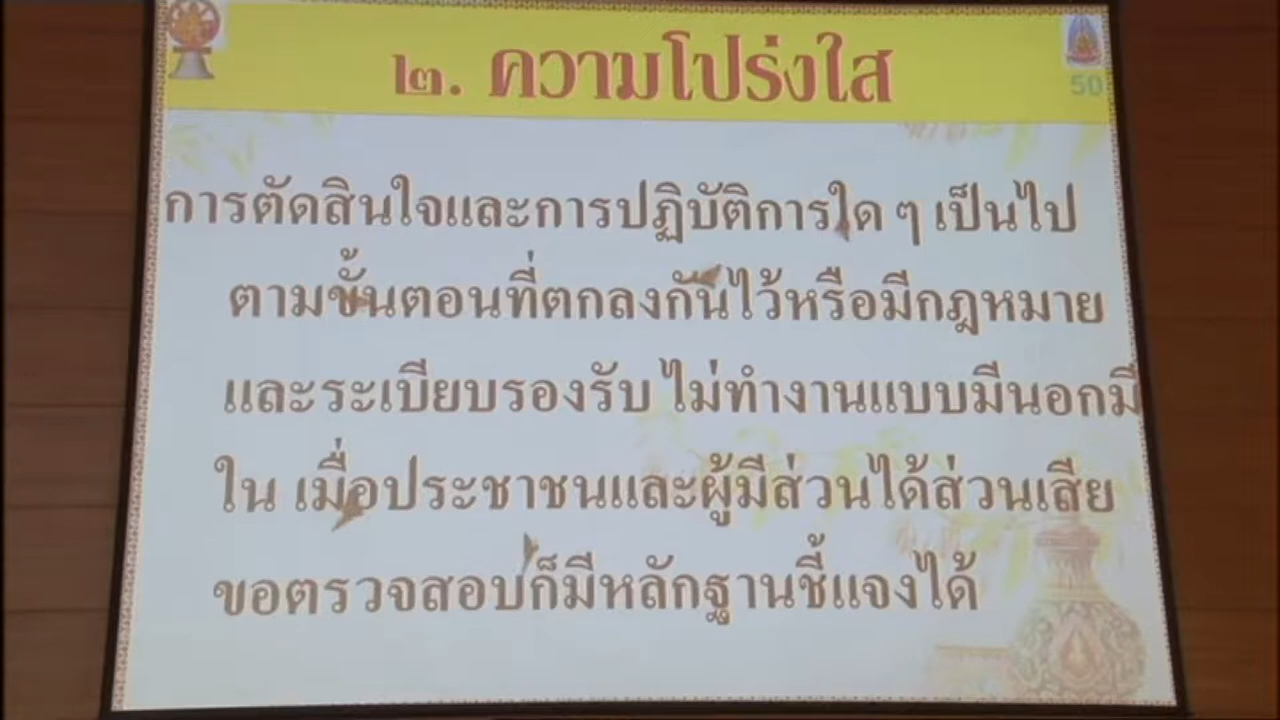 ๒. ความโปร่งใส
50
การตัดสินใจและการปฏิบัติการใด ๆ เป็นไป
ตามขั้นตอนที่ตกลงกันไว้หรือมีกฎหมาย
และระเบียบรองรับ ไม่ทำงานแบบมีนอกมี
ใน เมื่อประชาชนและผู้มีส่วนได้ส่วนเสีย
ขอตรวจสอบก็มีหลักฐานชี้แจงได้